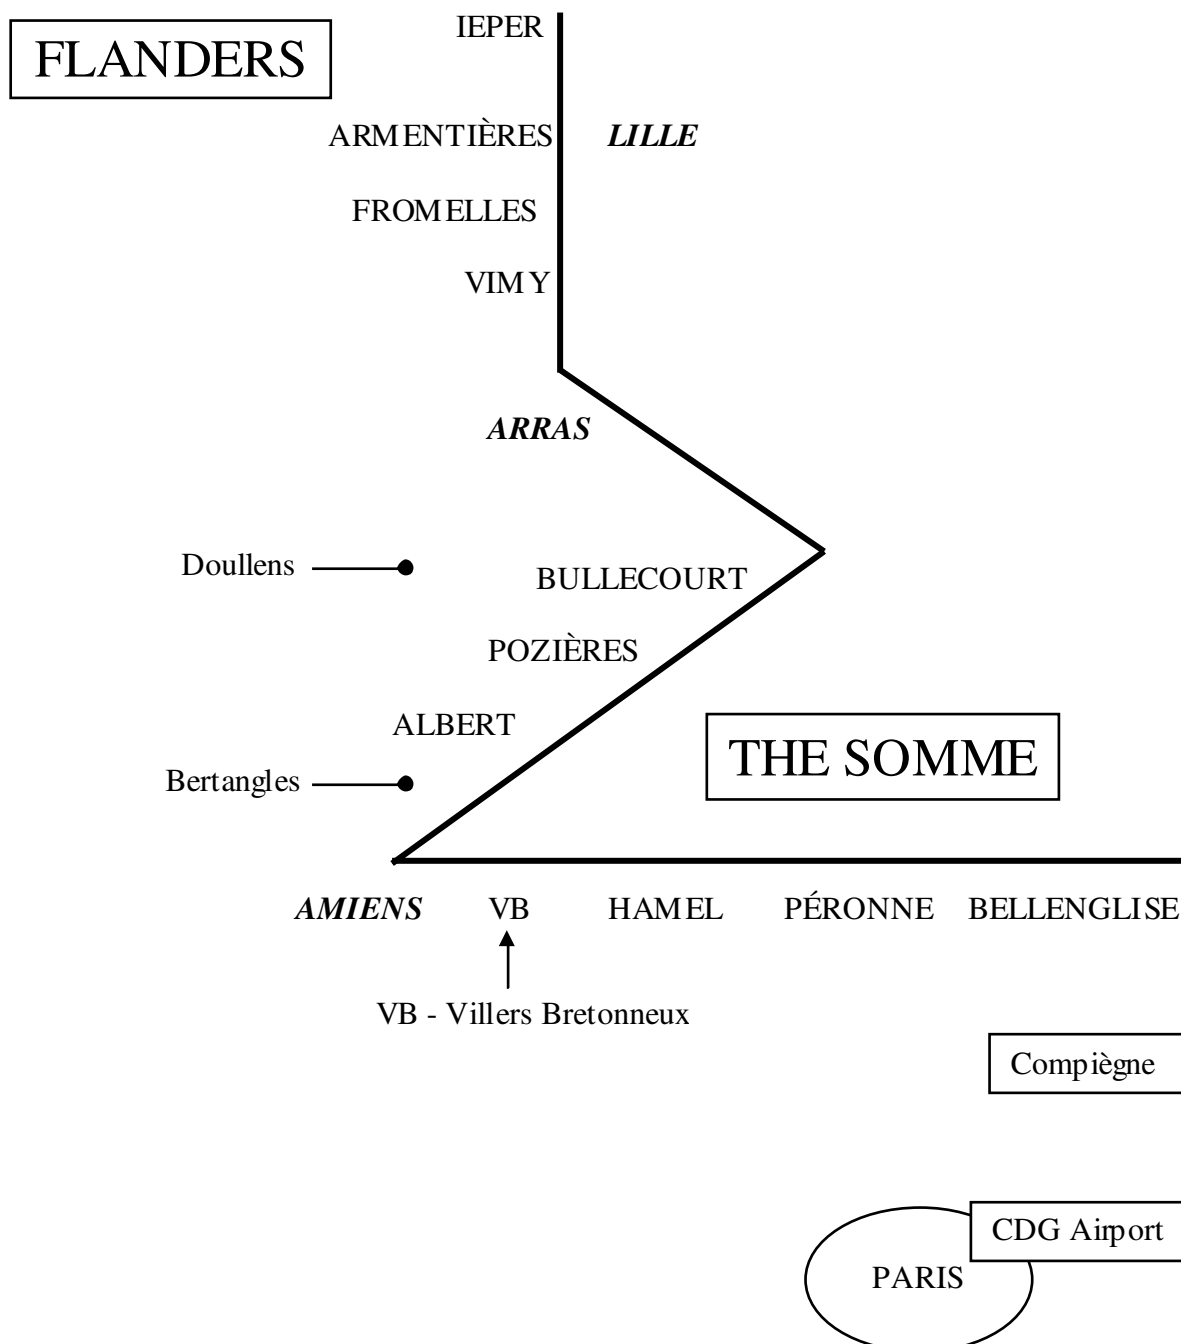 IEPER
FLANDERS
ARMENTIÈRES LILLE
FROMELLES
VIMY
ARRAS
Doullens
BULLECOURT
POZIÈRES
ALBERT
THE SOMME
Bertangles
AMIENS VB HAMEL PÉRONNE BELLENGLISE
VB - Villers Bretonneux
Compiègne
CDG Airport
PARIS